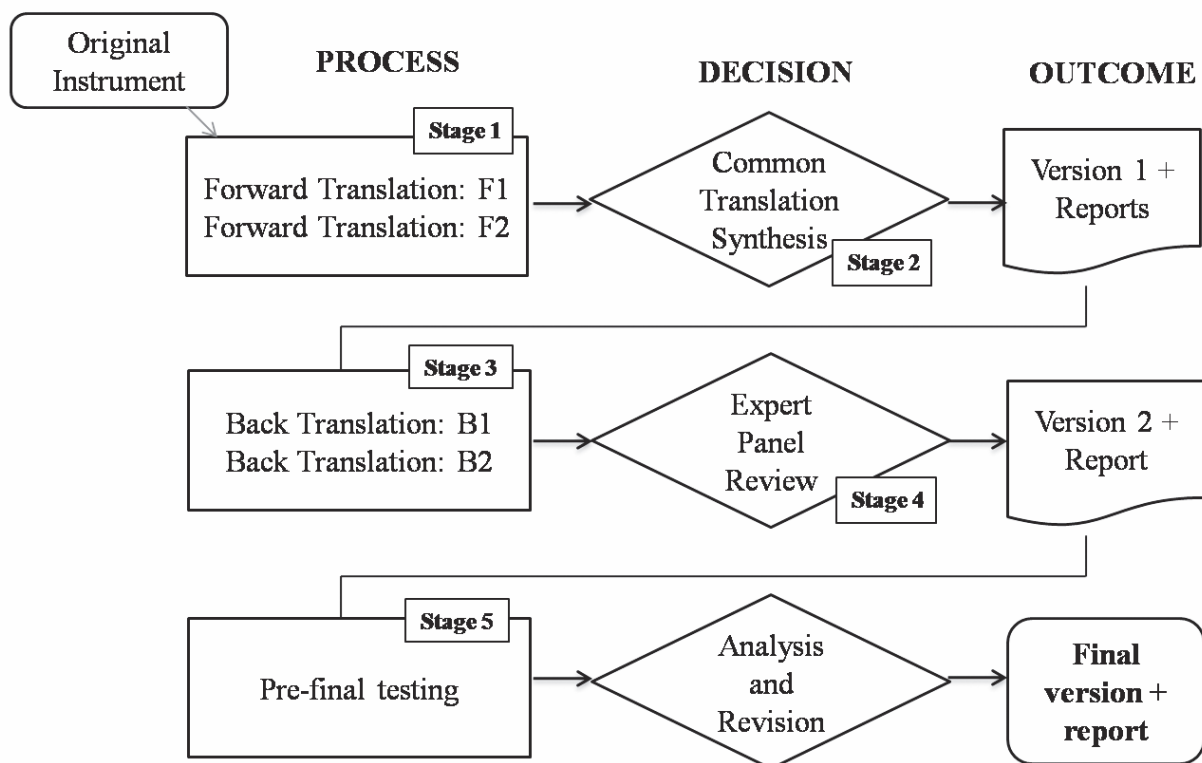 Original
Instrument
PROCESS
DECISION
OUTCOME
Stage 1
Forward Translation: F1
Forward Translation: F2
Common
Translation
Synthesis
Stage 2
Version 1 +
Reports
Stage 3
Back Translation: B1
Back Translation: B2
Expert
Panel
Review
Stage 4
Version 2 +
Report
Stage 5
Pre-final testing
Analysis
and
Revision
Final
version +
report